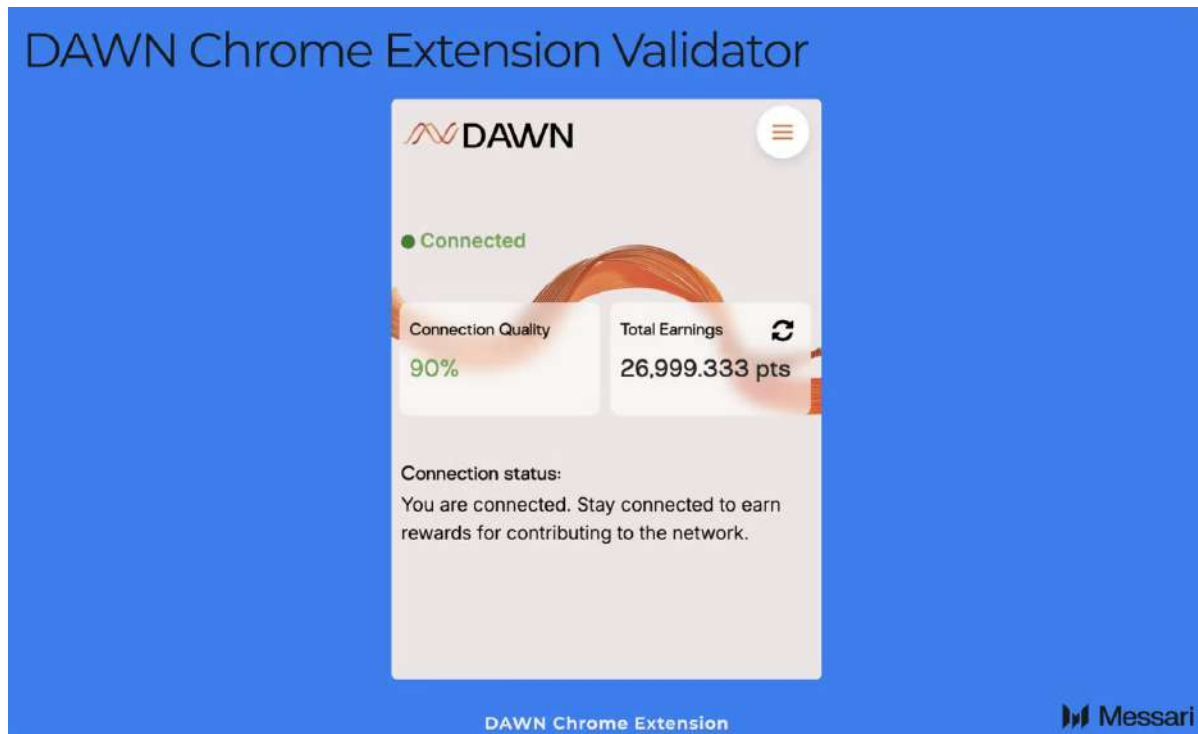 DAWN Chrome Extension Validator
DAWN
Connected
Connection Quality
Total Earnings
90%
26,999.333 pts
Connection status:
You are connected. Stay connected to earn
rewards for contributing to the network.
DAWN Chrome Extension
Messari